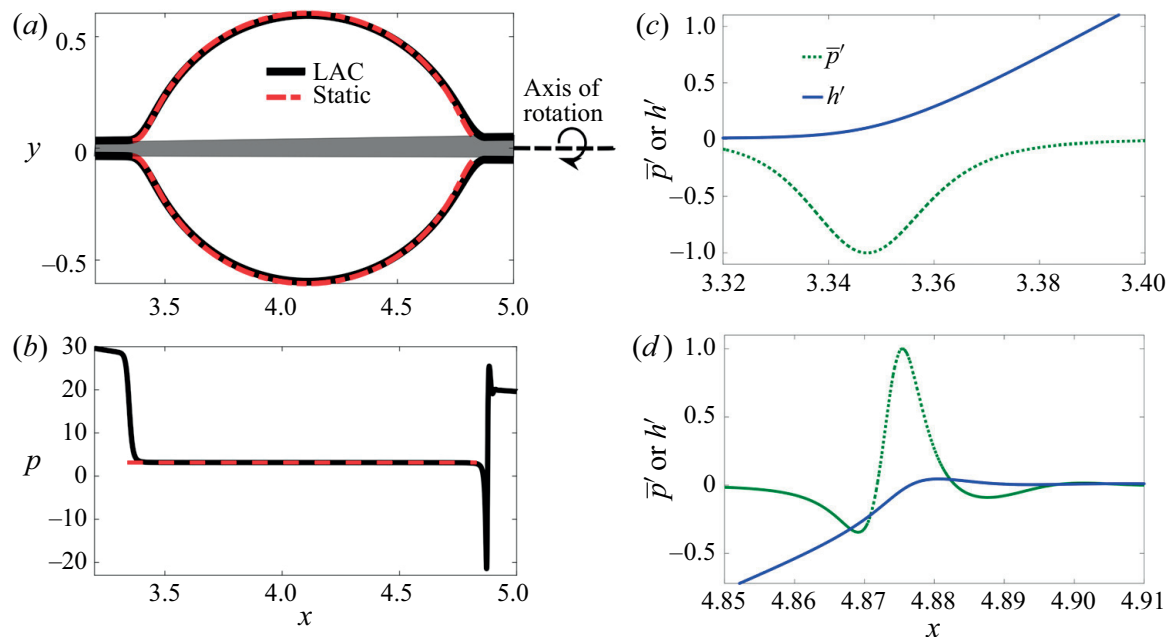 (a)
0.5
LAC
Static
Axis of
rotation
y
0
–0.5
3.5
4.0
4.5
5.0
(b)
30
20
10
p
0
–10
–20
3.5
4.0
4.5
5.0
x
(c)
1.0
p̅′
h′
0.5
p̅′ or h′
0
–0.5
–1.0
3.32
3.34
3.36
3.38
3.40
(d)
1.0
0.5
p̅′ or h′
0
–0.5
4.85
4.86
4.87
4.88
4.89
4.90
4.91
x